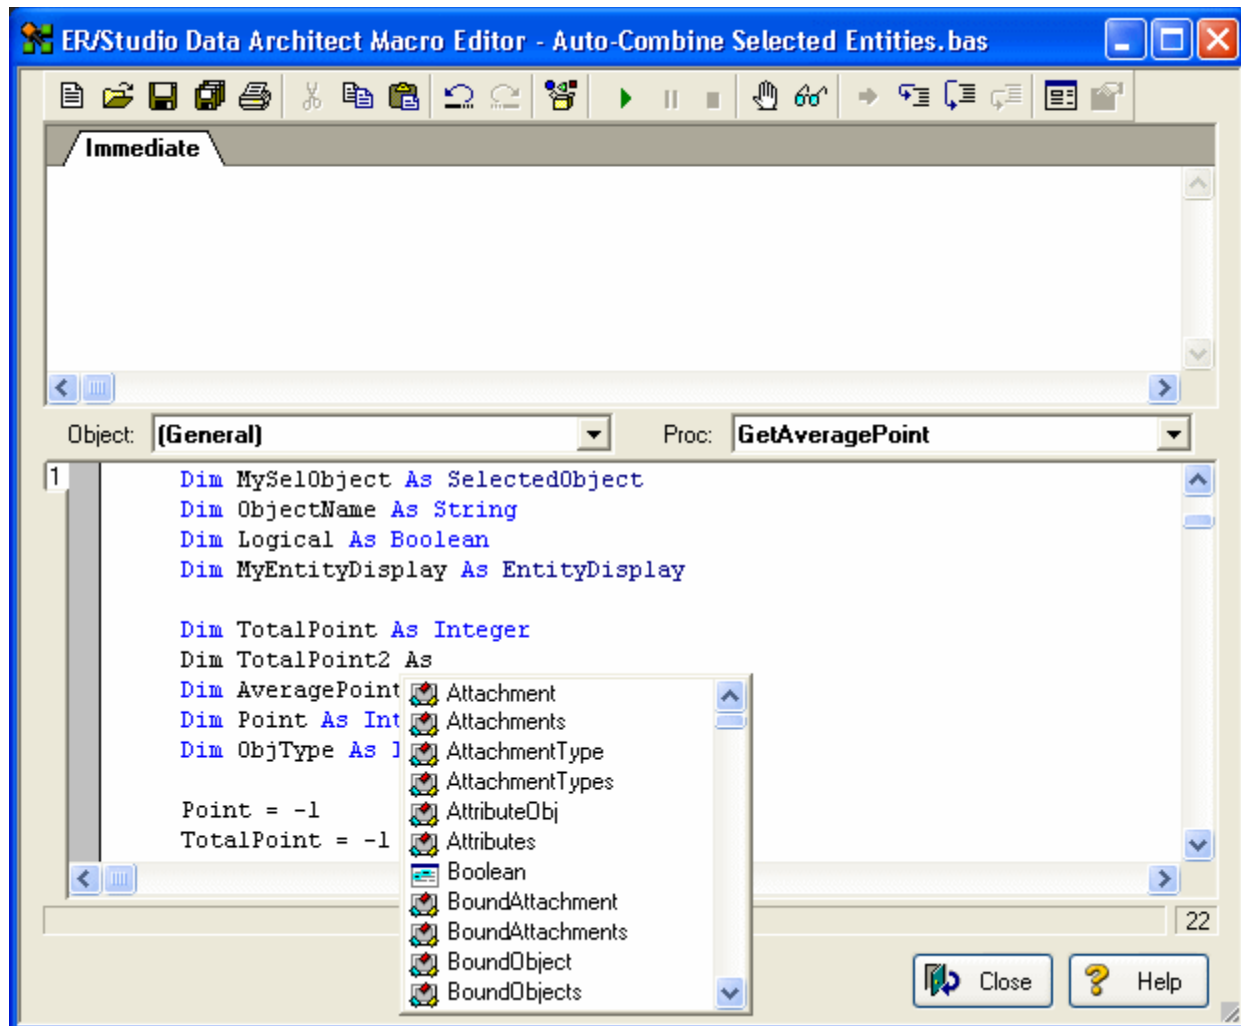 ER/Studio Data Architect Macro Editor - Auto-Combine Selected Entities.bas
Immediate
Object: (General) Proc: GetAveragePoint
1
Dim MySelObject As SelectedObject
Dim ObjectName As String
Dim Logical As Boolean
Dim MyEntityDisplay As EntityDisplay
Dim TotalPoint As Integer
Dim TotalPoint2 As
Dim AveragePoint
Dim Point As Int
Dim ObjType As
Point = -1
TotalPoint = -1
Attachment
Attachments
AttachmentType
AttachmentTypes
AttributeObj
Attributes
Boolean
BoundAttachment
BoundAttachments
BoundObject
BoundObjects
22
Close
Help